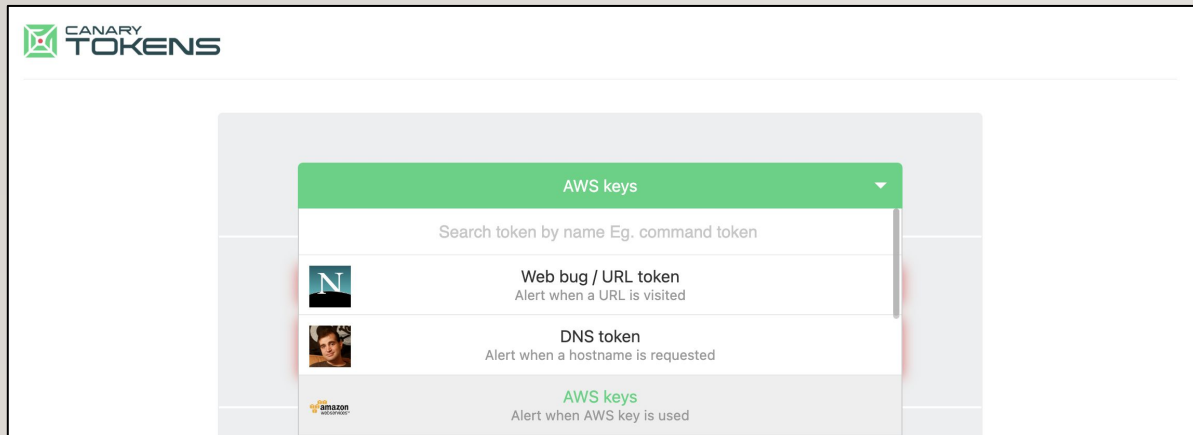 CANARY
TOKENS
AWS keys
Search token by name Eg. command token
N
Web bug / URL token
Alert when a URL is visited
DNS token
Alert when a hostname is requested
amazon
webservices™
AWS keys
Alert when AWS key is used